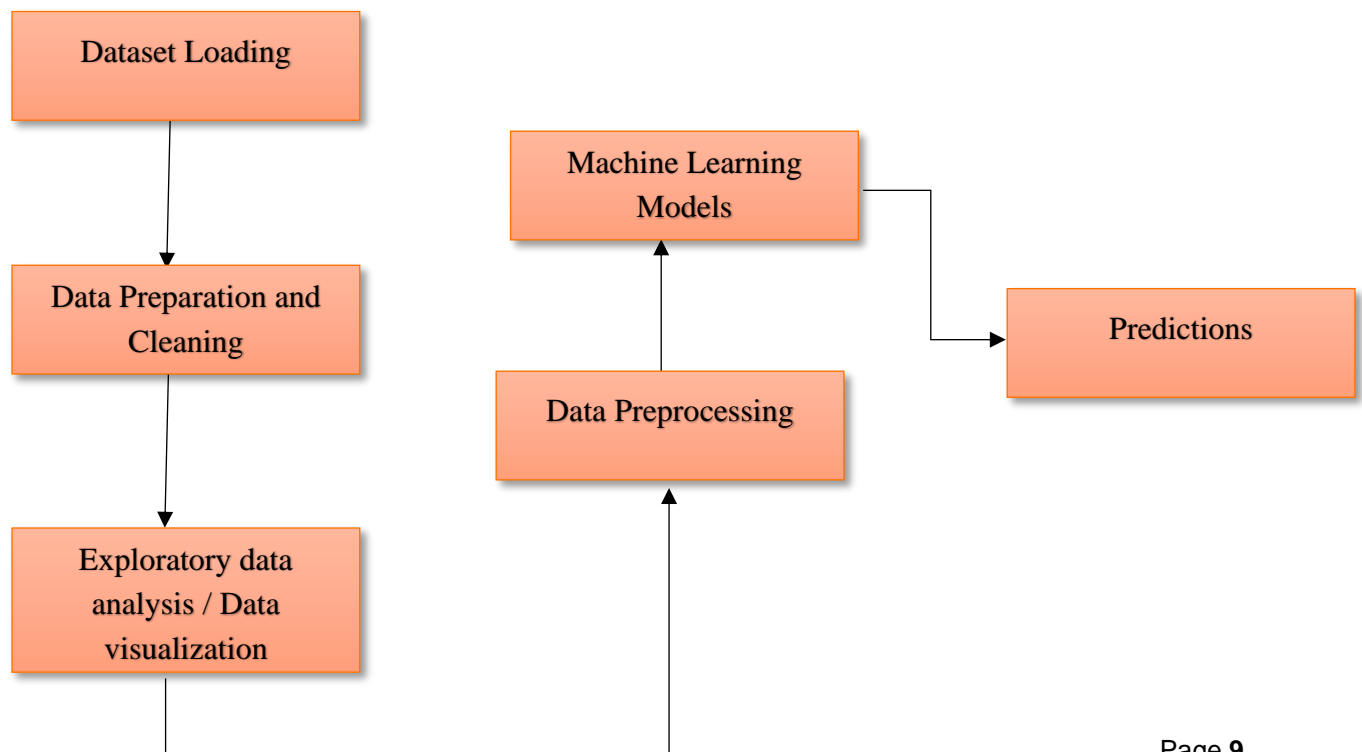 Dataset Loading
Data Preparation and
Cleaning
Exploratory data
analysis / Data
visualization
Data Preprocessing
Machine Learning
Models
Predictions
Page 9